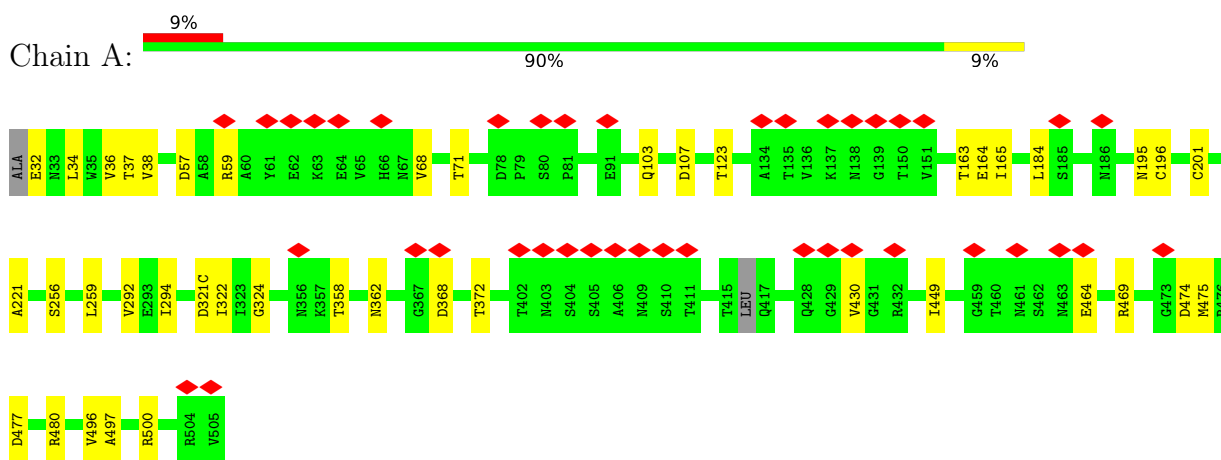 9%
Chain A:
90% 9%
ALA E32 N33 L34 W35 V36 T37 V38 D57 A58 R59 A60 Y61 E62 K63 E64 V65 H66 N67 V68 T71 D78 P79 S80 P81 E91 Q103 D107 T123 A134 T135 V136 K137 N138 G139 T150 V151 T163 E164 I165 L184 S185 N186 N195 C196 C201
A221 S256 L259 V292 E293 I294 D321C I322 I323 G324 N356 K357 T358 N362 G367 D368 T372 T402 N403 S404 S405 A406 N409 S410 T411 T415 LEU Q417 Q428 G429 V430 G431 R432 I449 G459 T460 N461 S462 N463 E464 R469 G473 D474 M475
D477 R480 V496 A497 R500 R504 V505